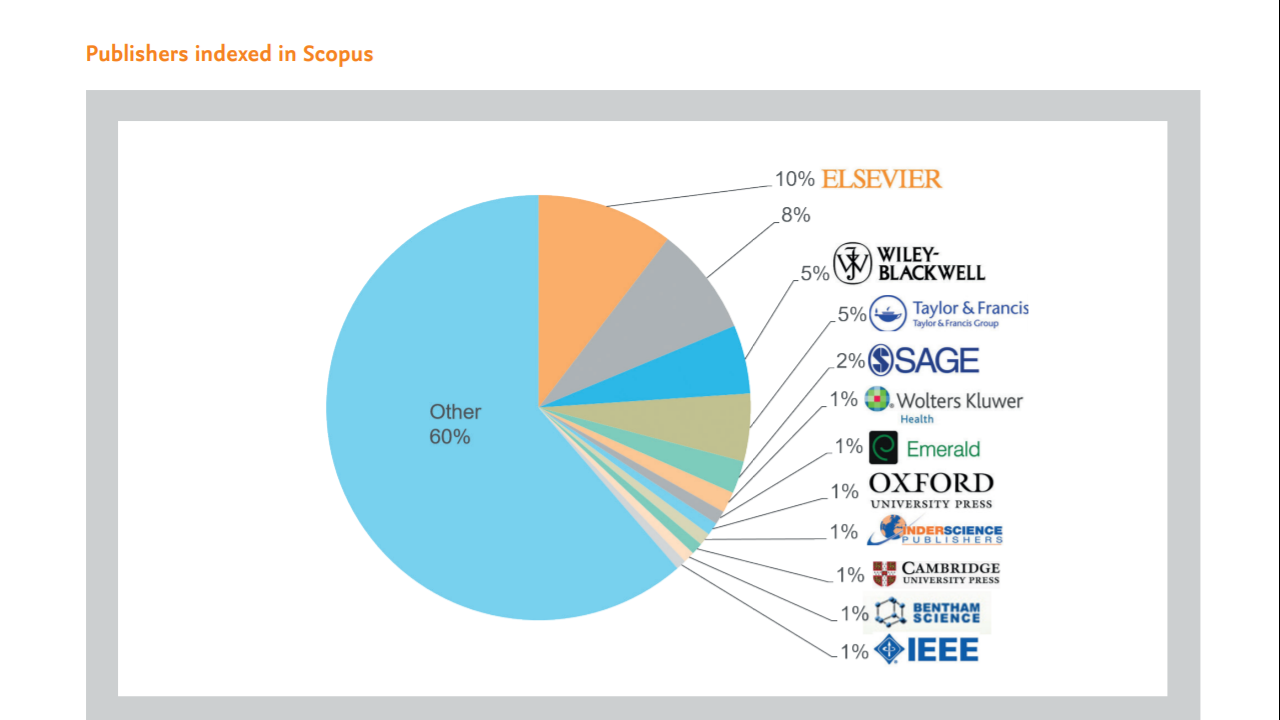 Publishers indexed in Scopus
10% ELSEVIER
8%
5% WILEY-
BLACKWELL
5% Taylor & Francis
Taylor & Francis Group
2% SAGE
1% Wolters Kluwer
Health
1% Emerald
1% OXFORD
UNIVERSITY PRESS
1% INDERSCIENCE
PUBLISHERS
1% CAMBRIDGE
UNIVERSITY PRESS
1% BENTHAM
SCIENCE
1% IEEE
Other
60%